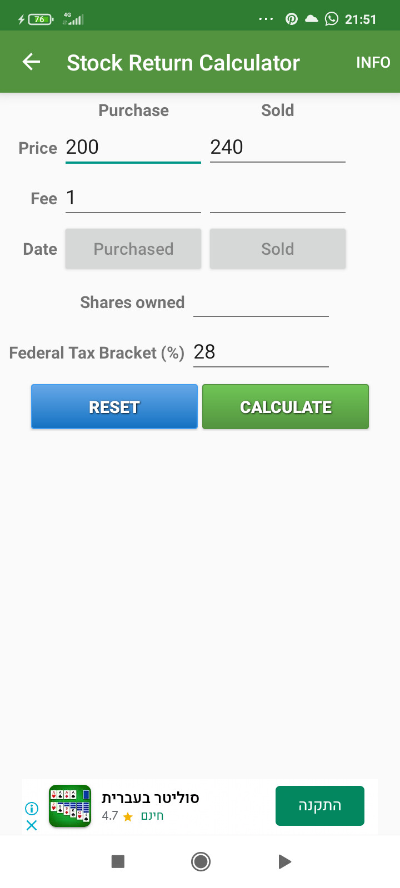 76 4G 21:51
Stock Return Calculator INFO
Purchase Sold
Price 200 240
Fee 1
Date Purchased Sold
Shares owned
Federal Tax Bracket (%) 28
RESET CALCULATE
סוליטר בעברית
4.7 חינם
התקנה